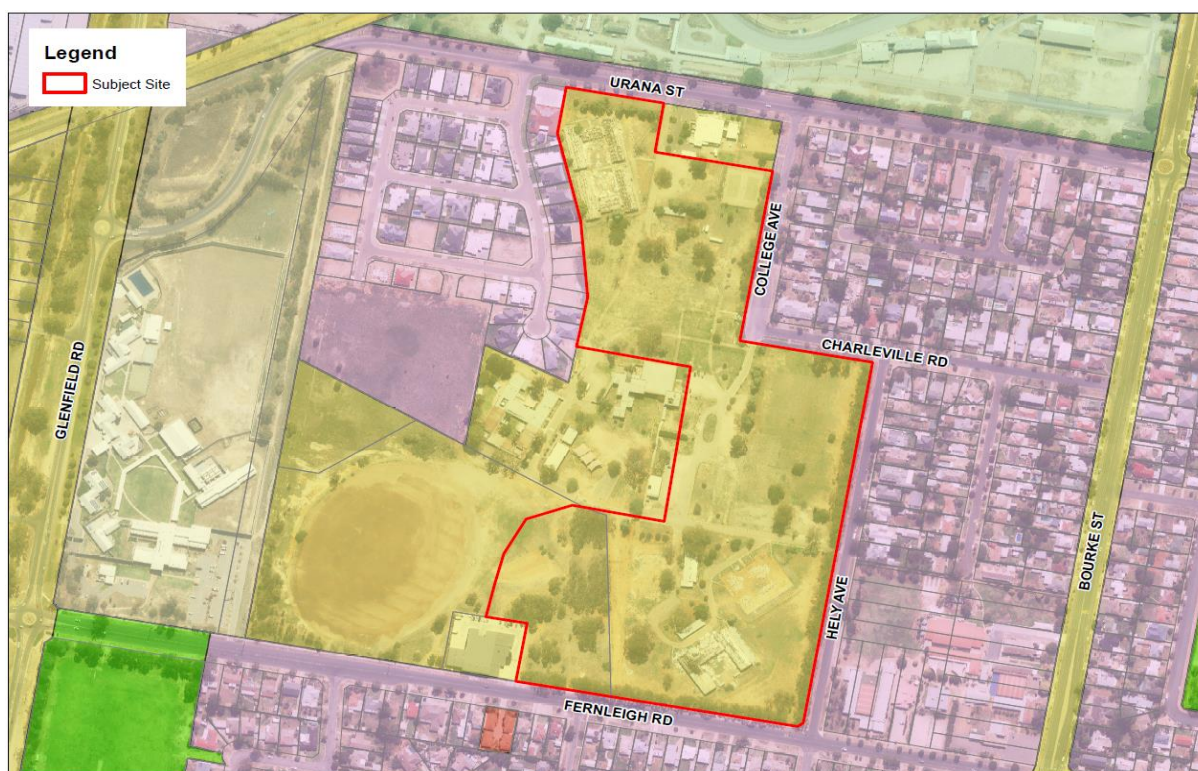 Legend
Subject Site
URANA ST
COLLEGE AVE
CHARLEVILLE RD
GLENFIELD RD
BOURKE ST
HELY AVE
FERNLEIGH RD